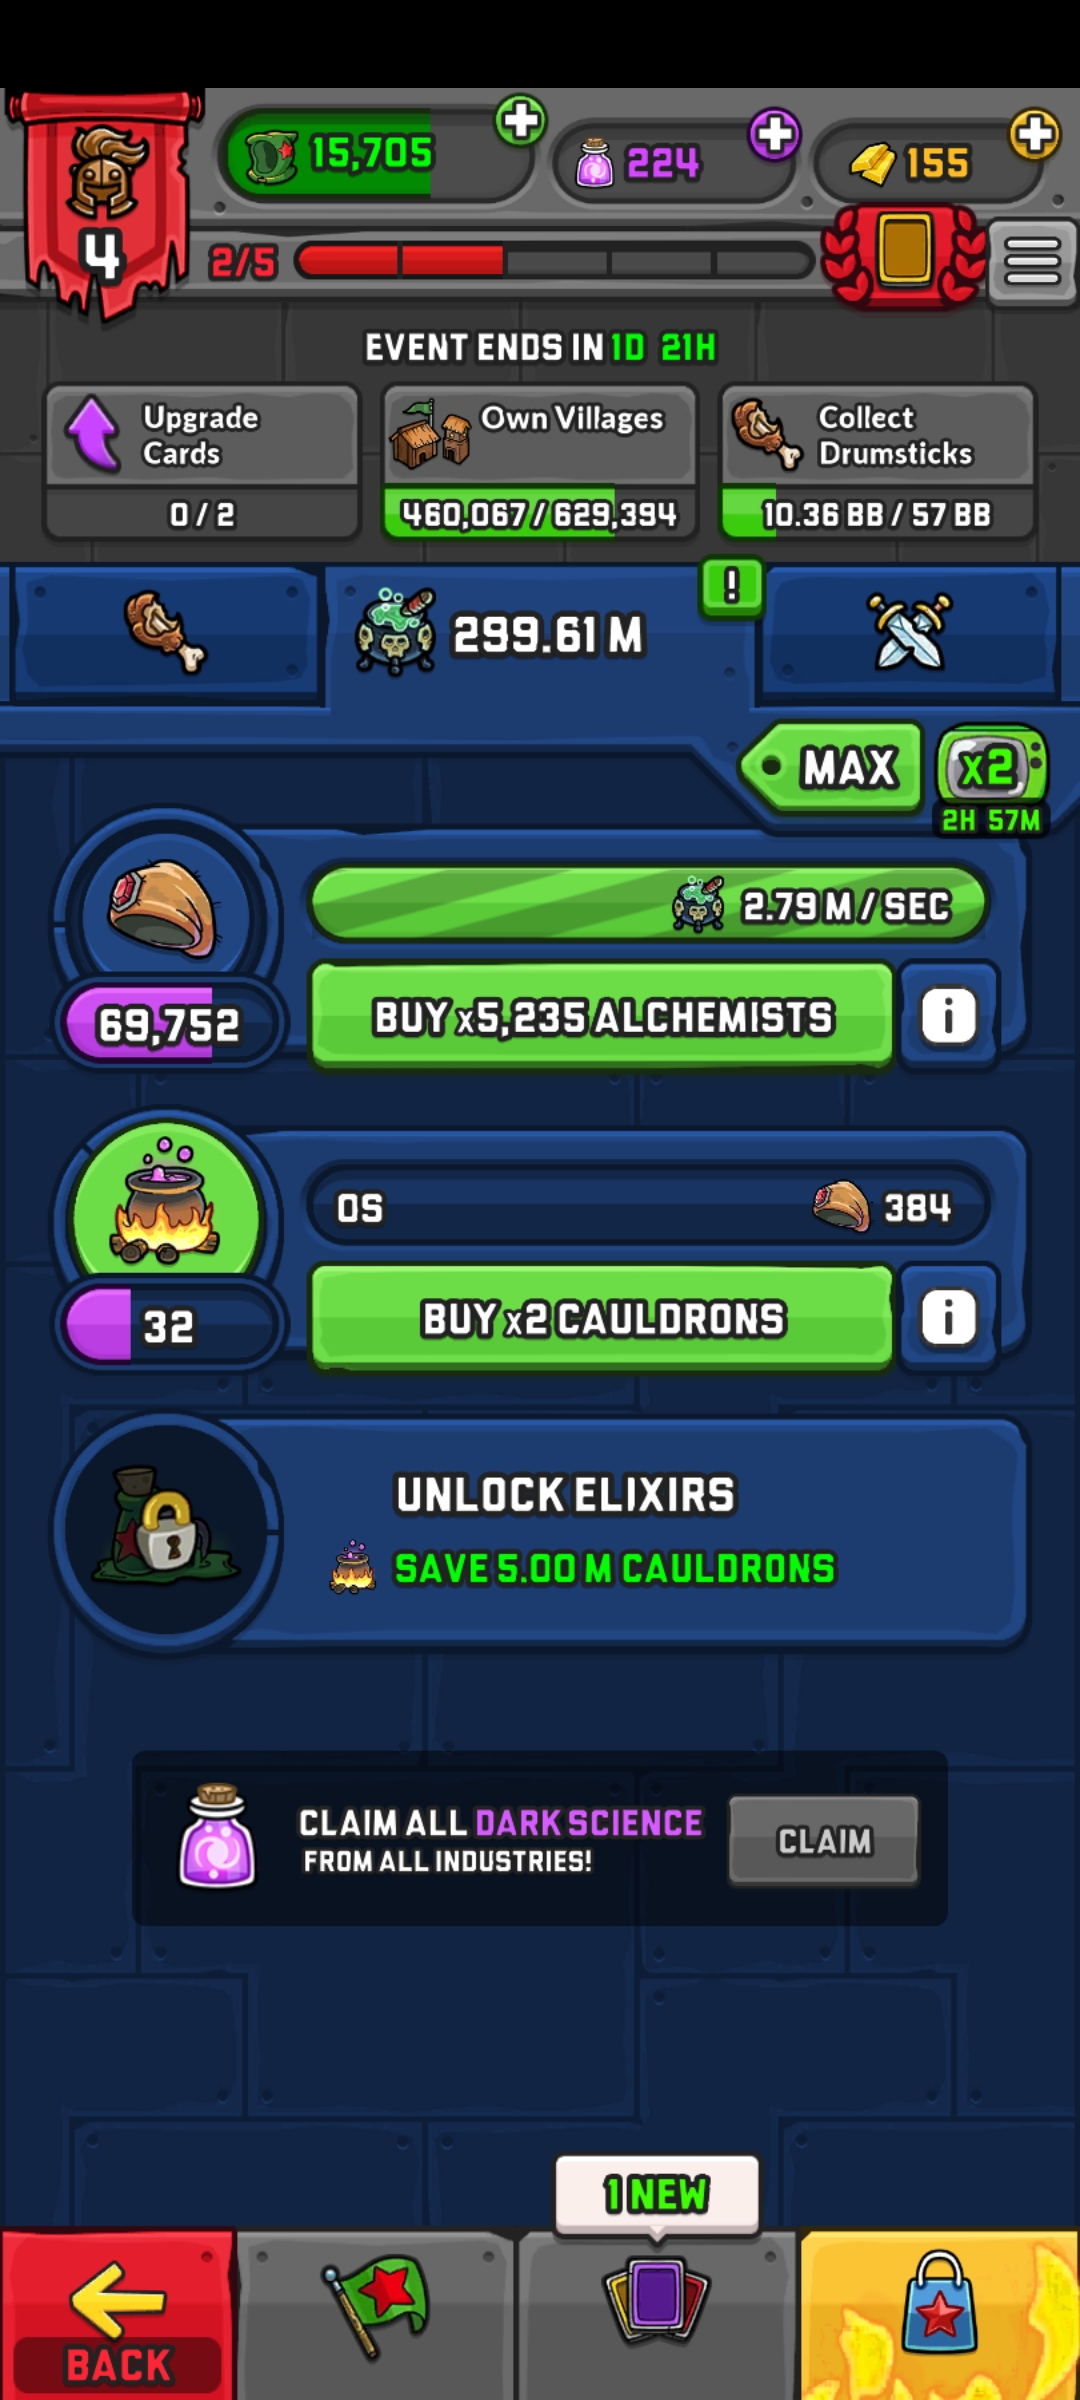 15,705
224
155
4
2/5
EVENT ENDS IN 1D 21H
Upgrade
Cards
0 / 2
Own Villages
460,067 / 629,394
Collect
Drumsticks
10.36 BB / 57 BB
299.61 M
!
MAX
x2
2H 57M
2.79 M / SEC
69,752
BUY x5,235 ALCHEMISTS
i
0S
384
32
BUY x2 CAULDRONS
i
UNLOCK ELIXIRS
SAVE 5.00 M CAULDRONS
CLAIM ALL DARK SCIENCE
FROM ALL INDUSTRIES!
CLAIM
1 NEW
BACK